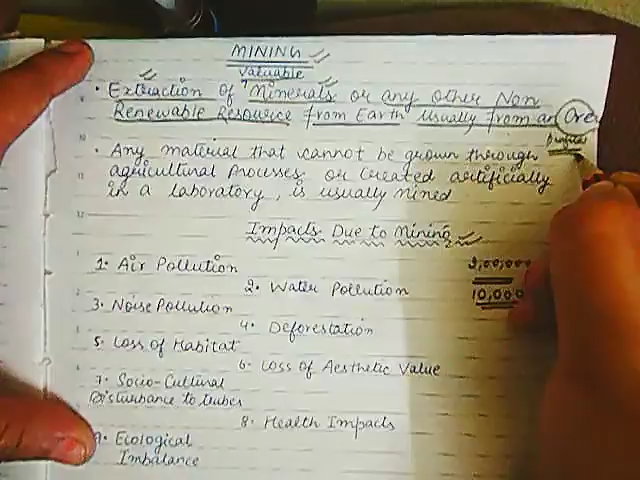 MINING
Valuable
• Extraction of Minerals or any other Non
Renewable Resource from Earth usually from an Ore
• Any material that cannot be grown through
agricultural processes or created artificially
in a laboratory, is usually mined
Impacts Due to Mining
1. Air Pollution
2. Water Pollution
3. Noise Pollution
4. Deforestation
5. Loss of Habitat
6. Loss of Aesthetic Value
7. Socio-Cultural
Disturbance to tribes
8. Health Impacts
9. Ecological
Imbalance
10,000